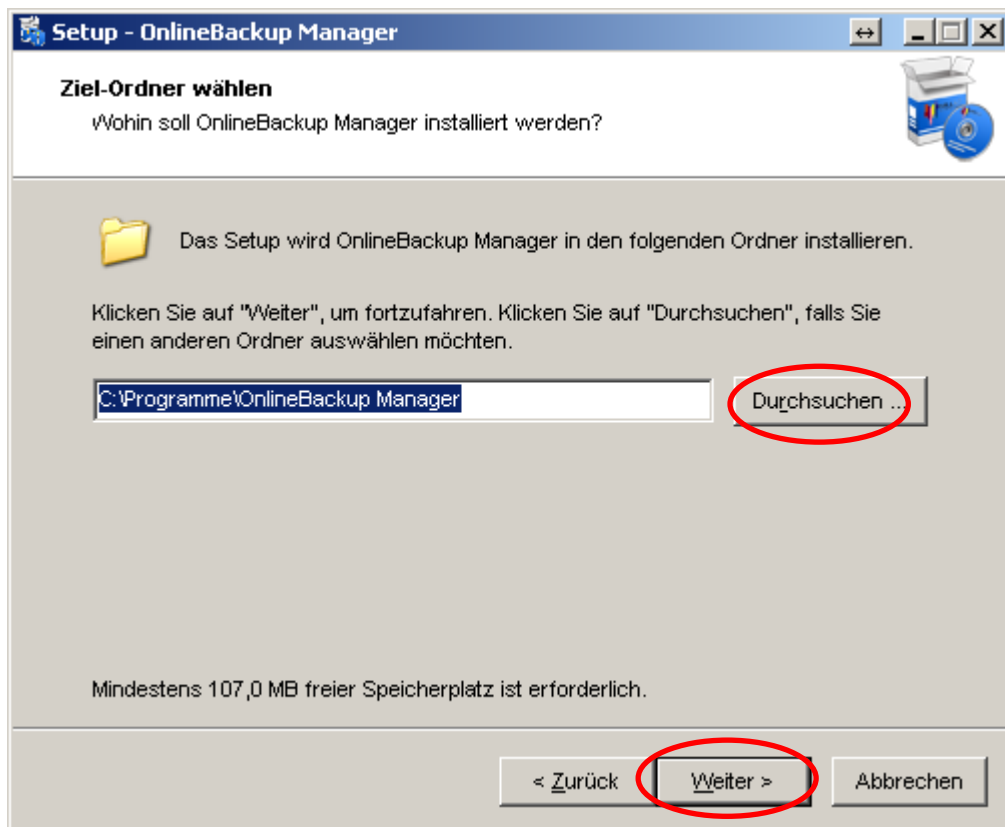 Setup - OnlineBackup Manager
Ziel-Ordner wählen
Wohin soll OnlineBackup Manager installiert werden?
Das Setup wird OnlineBackup Manager in den folgenden Ordner installieren.
Klicken Sie auf "Weiter", um fortzufahren. Klicken Sie auf "Durchsuchen", falls Sie
einen anderen Ordner auswählen möchten.
C:\Programme\OnlineBackup Manager
Durchsuchen ...
Mindestens 107,0 MB freier Speicherplatz ist erforderlich.
< Zurück
Weiter >
Abbrechen